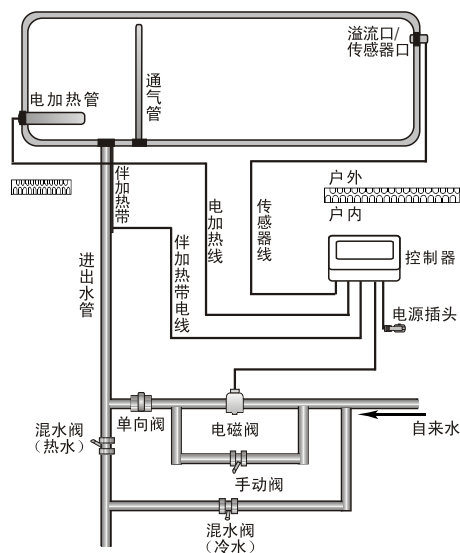 溢流口/
传感器口
电加热管
通气管
户外
户内
伴加热带
电加热线
传感器线
伴加热带电线
进出水管
控制器
电源插头
单向阀
电磁阀
自来水
混水阀
（热水）
手动阀
混水阀
（冷水）